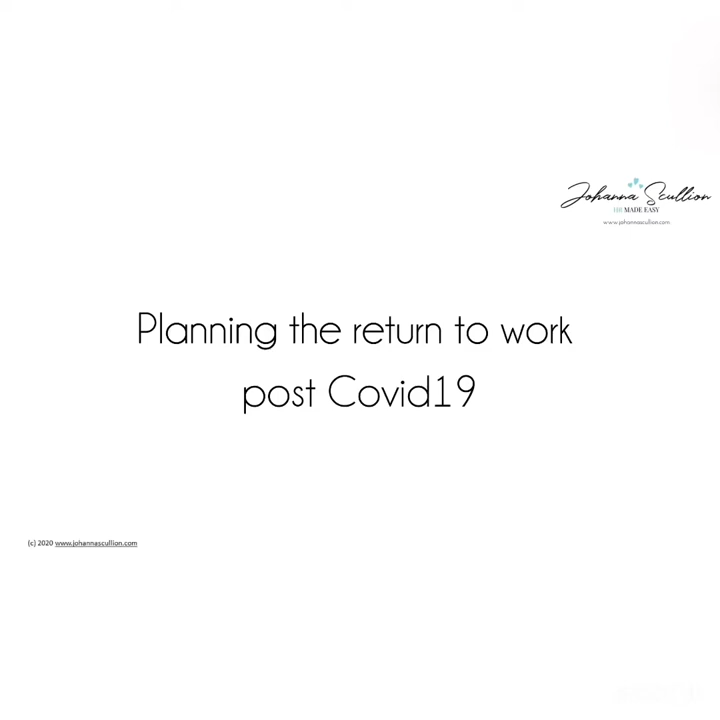 Johanna Scullion
HR MADE EASY
www.johannascullion.com
Planning the return to work
post Covid19
(c) 2020 www.johannascullion.com